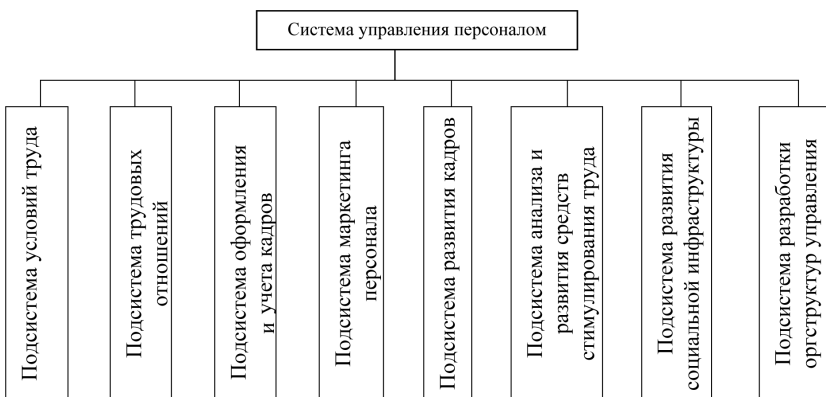 Система управления персоналом
Подсистема условий труда
Подсистема трудовых
отношений
Подсистема оформления
и учета кадров
Подсистема маркетинга
персонала
Подсистема развития кадров
Подсистема анализа и
развития средств
стимулирования труда
Подсистема развития
социальной инфраструктуры
Подсистема разработки
оргструктур управления